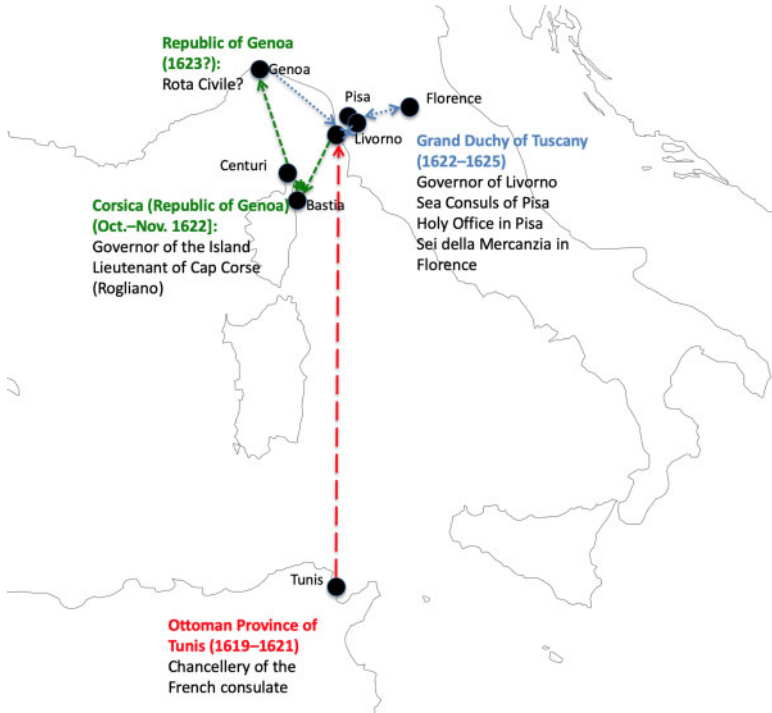 Republic of Genoa
(1623?):
Rota Civile?
Genoa
Pisa
Florence
Livorno
Grand Duchy of Tuscany
(1622–1625)
Governor of Livorno
Sea Consuls of Pisa
Holy Office in Pisa
Sei della Mercanzia in
Florence
Centuri
Bastia
Corsica (Republic of Genoa)
(Oct.–Nov. 1622]:
Governor of the Island
Lieutenant of Cap Corse
(Rogliano)
Tunis
Ottoman Province of
Tunis (1619–1621)
Chancellery of the
French consulate